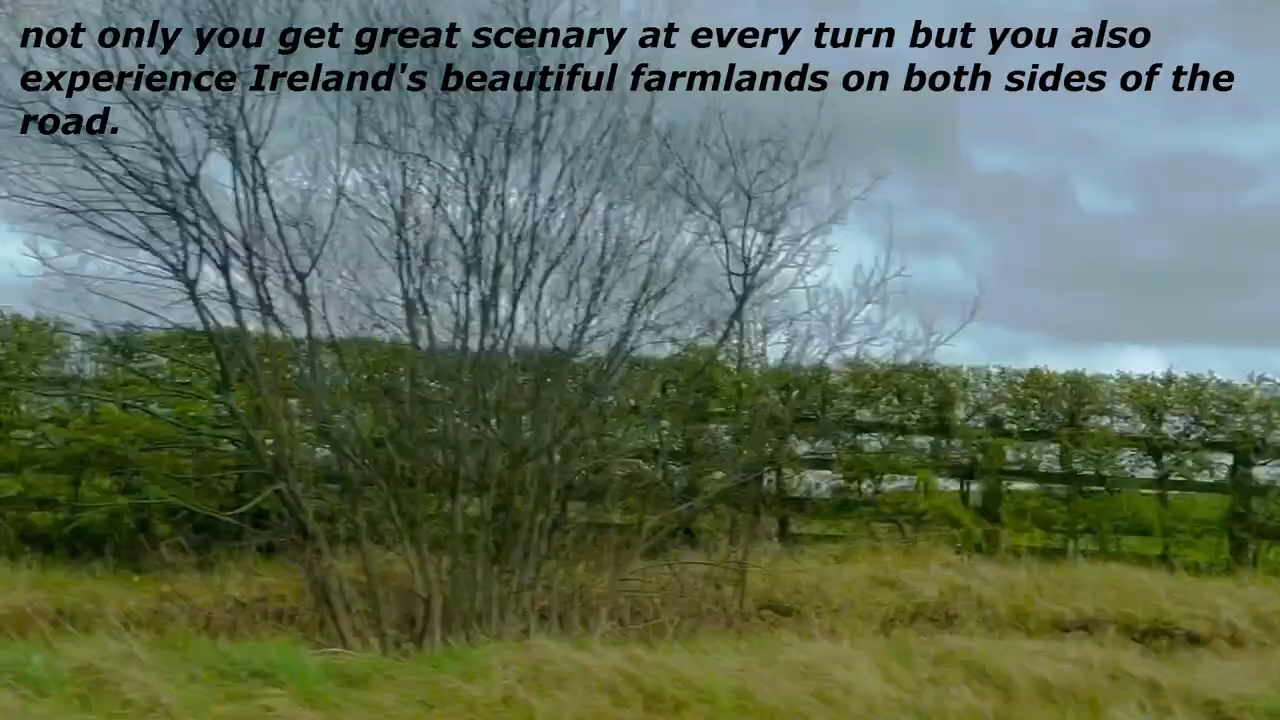 not only you get great scenary at every turn but you also
experience Ireland's beautiful farmlands on both sides of the
road.